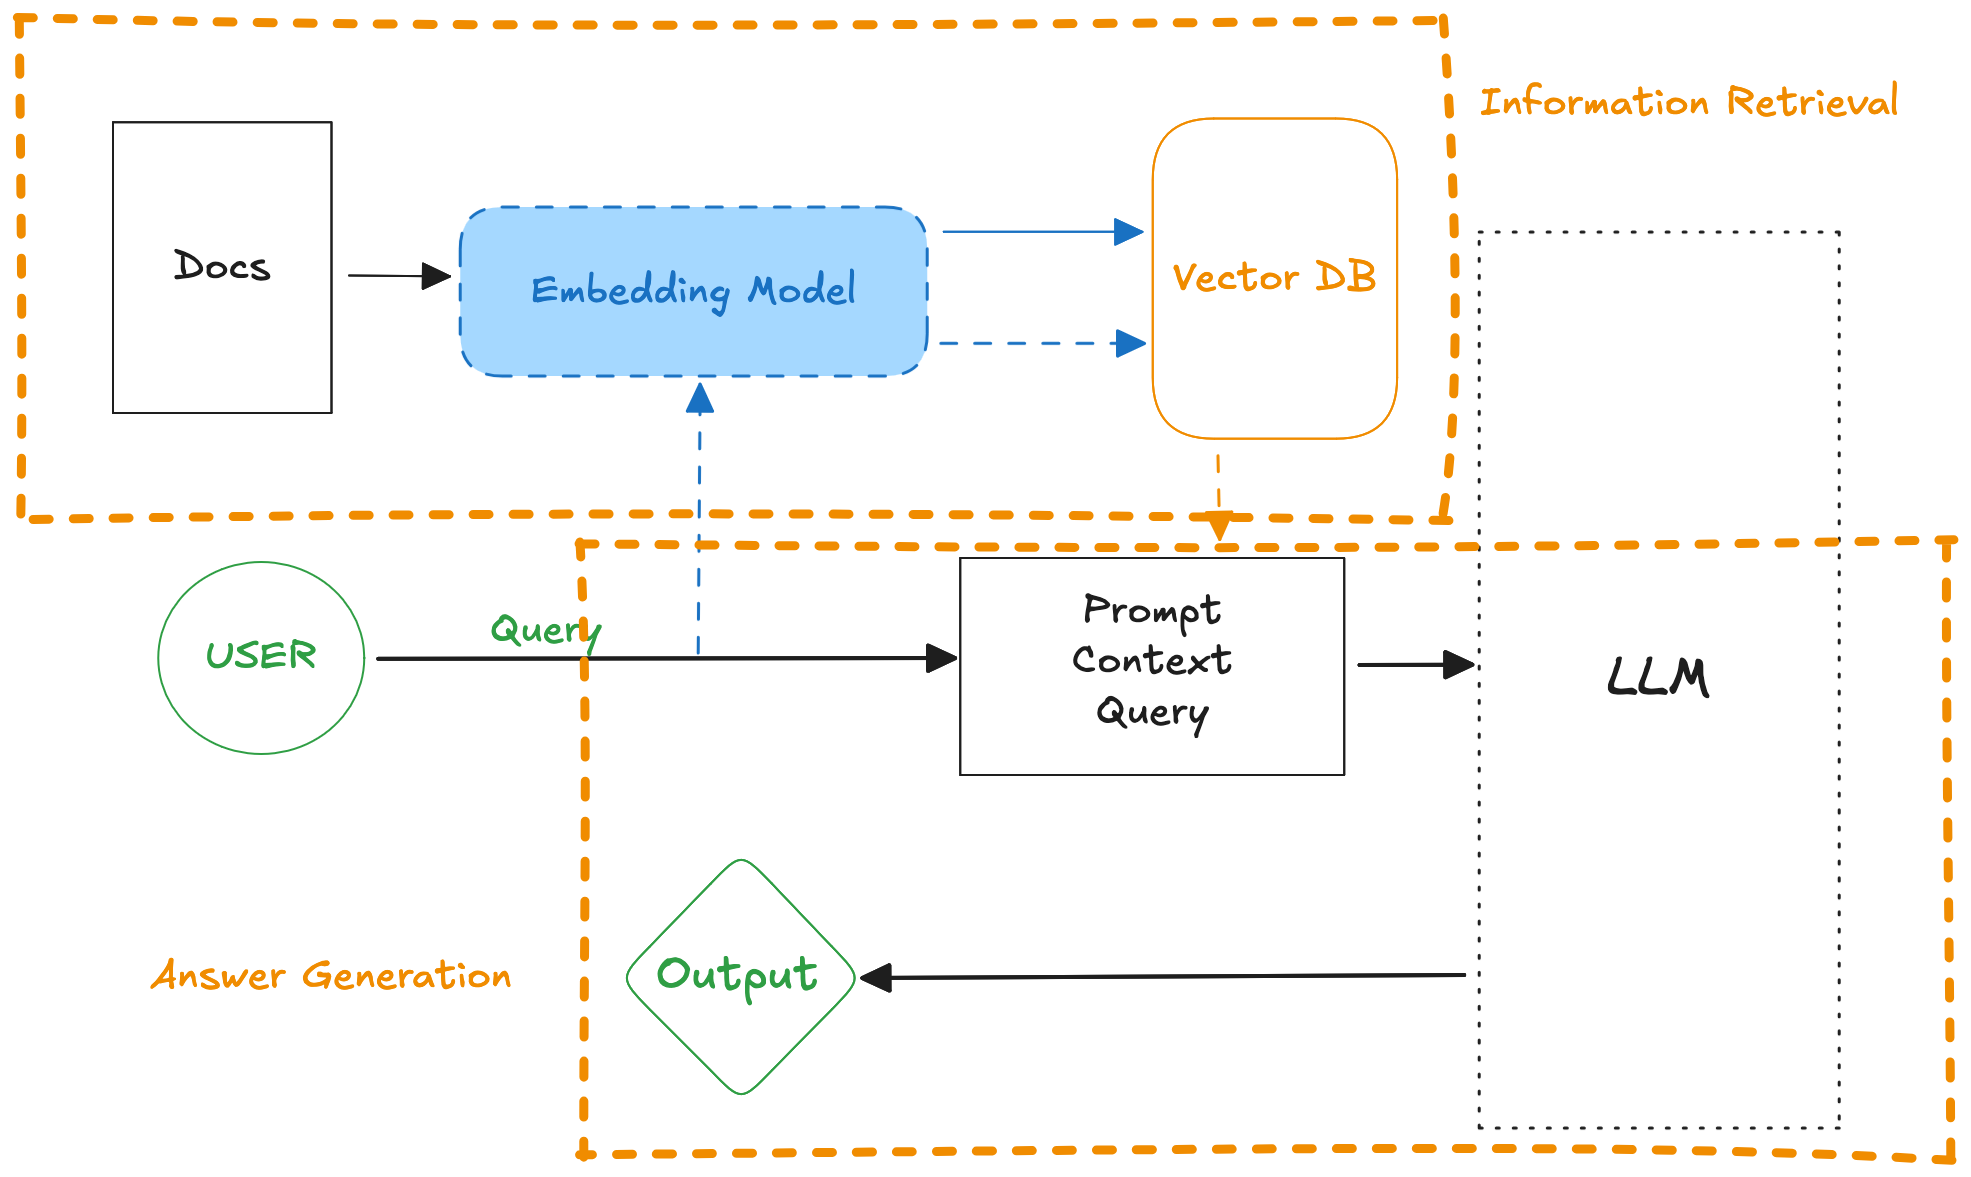 Information Retrieval
Docs
Embedding Model
Vector DB
USER
Query
Prompt
Context
Query
LLM
Answer Generation
Output